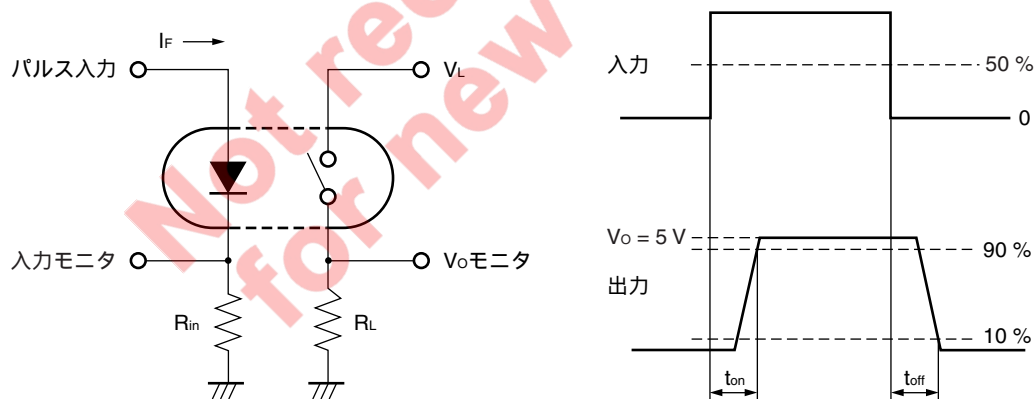 IF
パルス入力
VL
入力モニタ
VOモニタ
Rin
RL
入力
50 %
0
VO = 5 V
90 %
出力
10 %
ton
toff
Not rec
for new